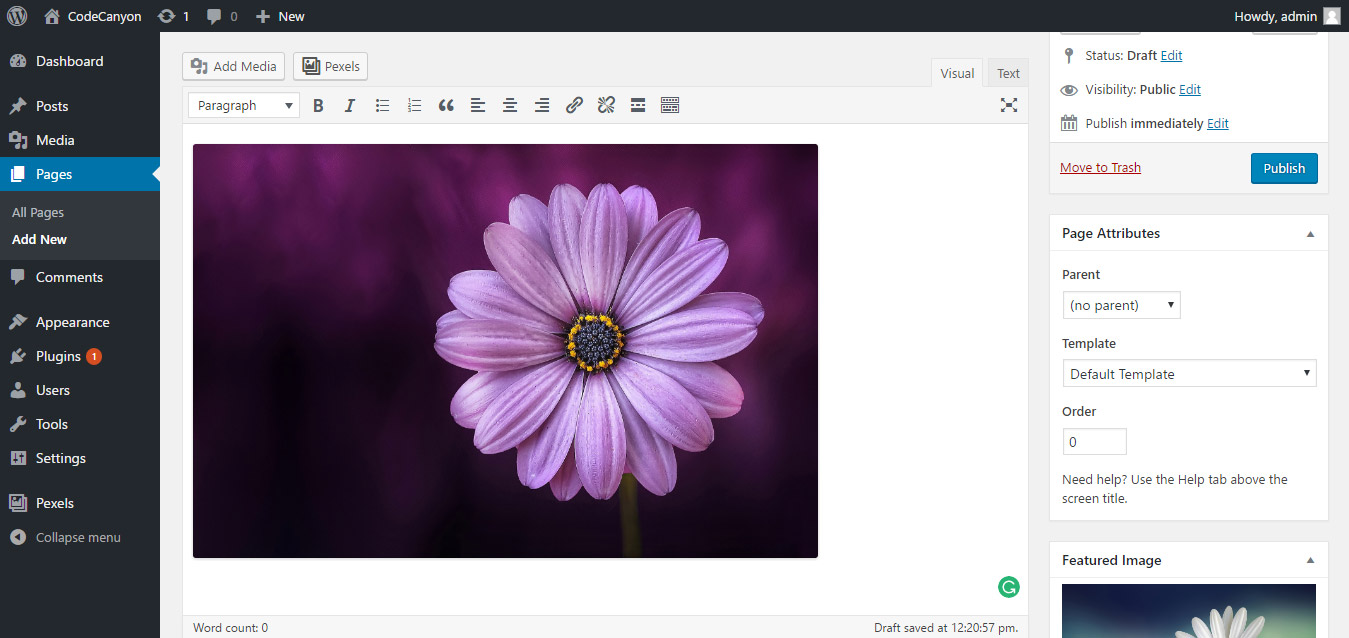 CodeCanyon 1 0 New Howdy, admin
Dashboard
Posts
Media
Pages
All Pages
Add New
Comments
Appearance
Plugins 1
Users
Tools
Settings
Pexels
Collapse menu
Add Media Pexels
Visual Text
Paragraph B I
Word count: 0 Draft saved at 12:20:57 pm.
Status: Draft Edit
Visibility: Public Edit
Publish immediately Edit
Move to Trash Publish
Page Attributes
Parent
(no parent)
Template
Default Template
Order
0
Need help? Use the Help tab above the
screen title.
Featured Image